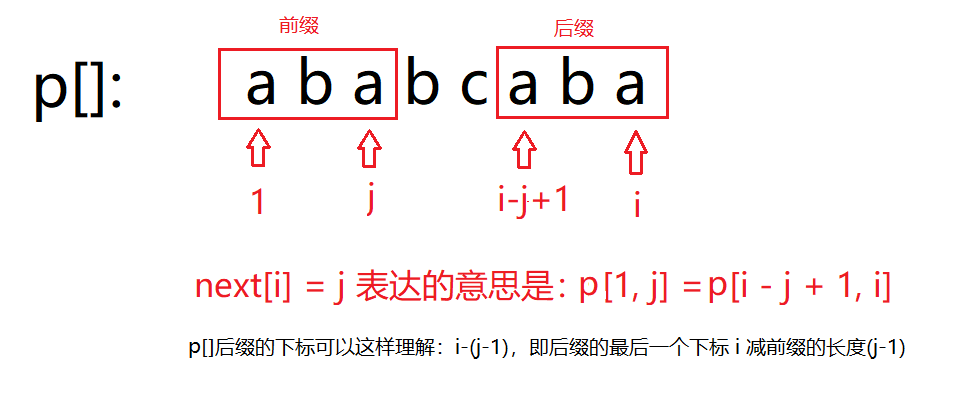 前缀 后缀
p[]: a b a b c a b a
1 j i-j+1 i
next[i] = j 表达的意思是：p[1, j] =p[i - j + 1, i]
p[]后缀的下标可以这样理解：i-(j-1)，即后缀的最后一个下标 i 减前缀的长度(j-1)